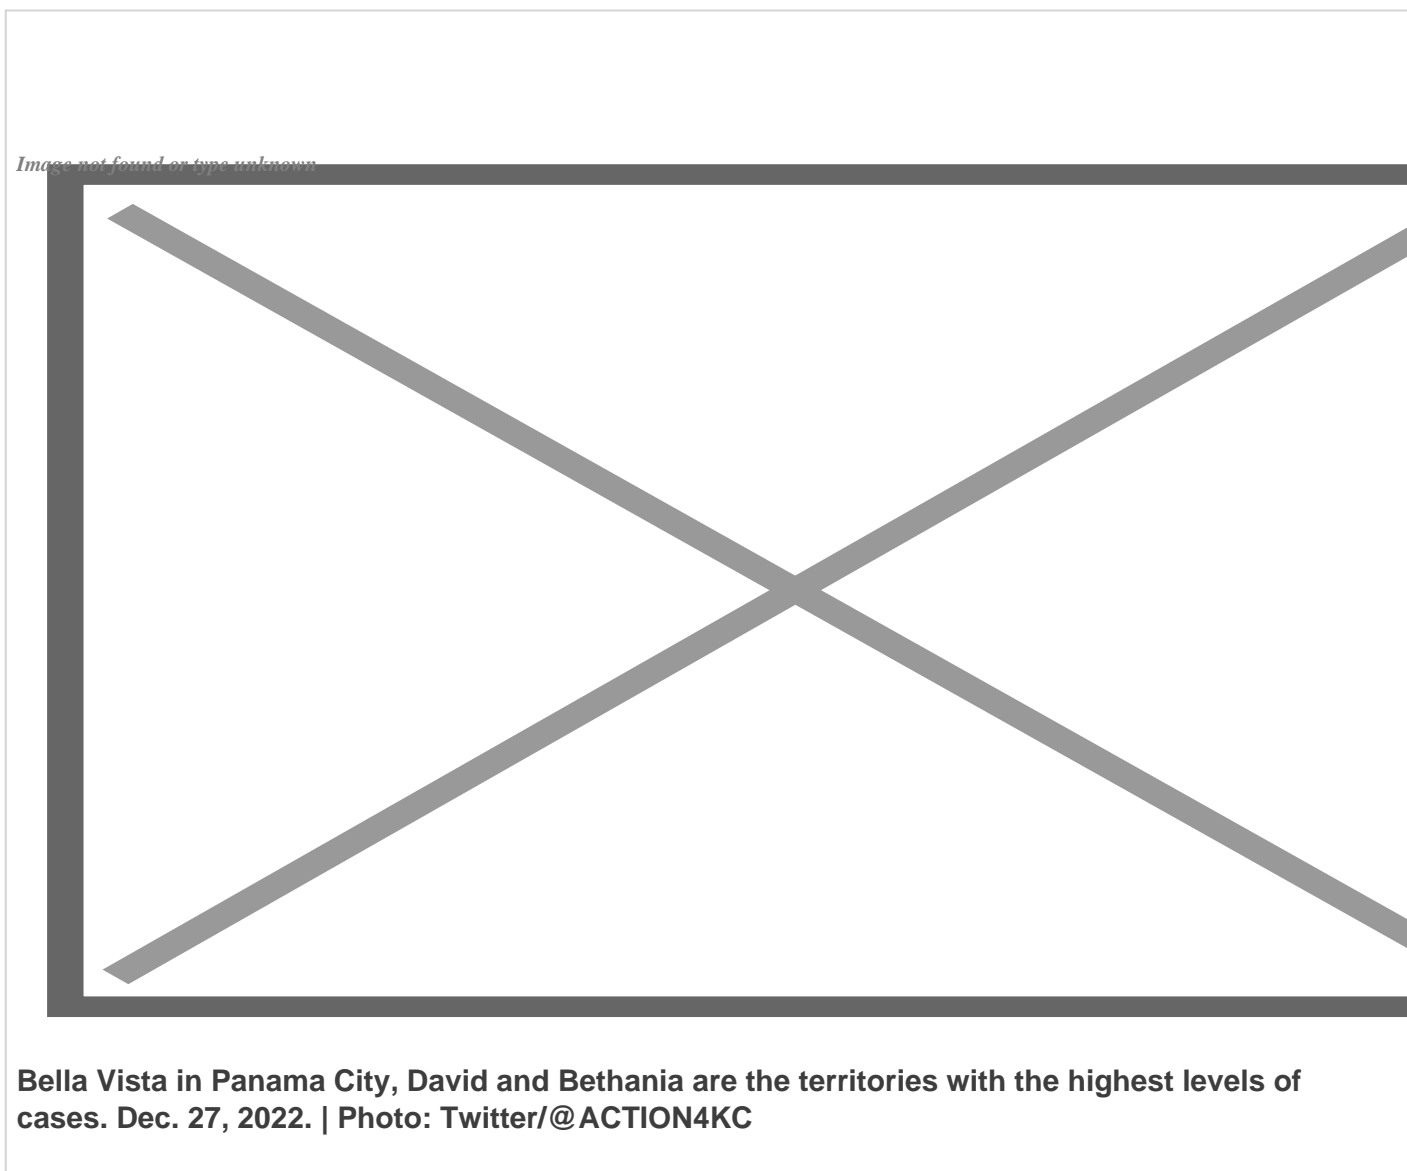 Image not found or type unknown
Bella Vista in Panama City, David and Bethania are the territories with the highest levels of
cases. Dec. 27, 2022. | Photo: Twitter/@ACTION4KC